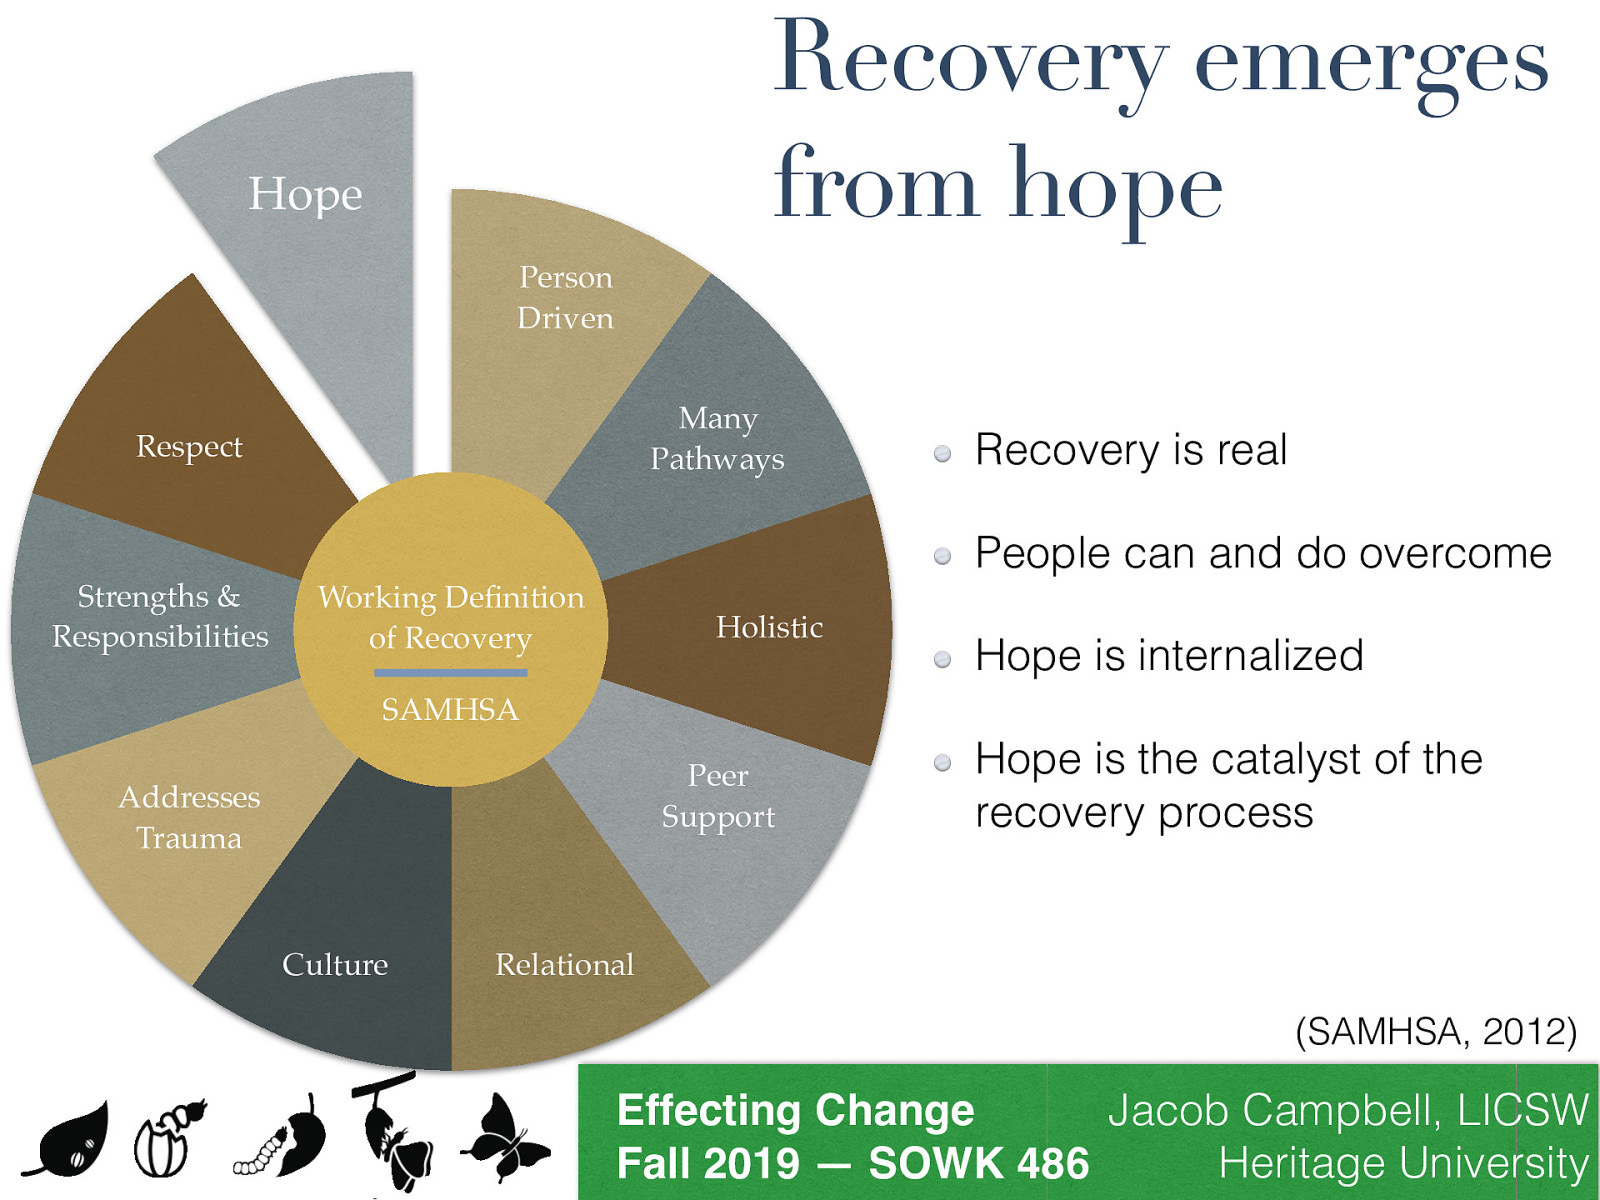 Recovery emerges
from hope
Hope
Person
Driven
Many
Pathways
Holistic
Peer
Support
Relational
Culture
Addresses
Trauma
Strengths &
Responsibilities
Respect
Working Definition
of Recovery
SAMHSA
Recovery is real
People can and do overcome
Hope is internalized
Hope is the catalyst of the
recovery process
(SAMHSA, 2012)
Effecting Change
Fall 2019 — SOWK 486
Jacob Campbell, LICSW
Heritage University